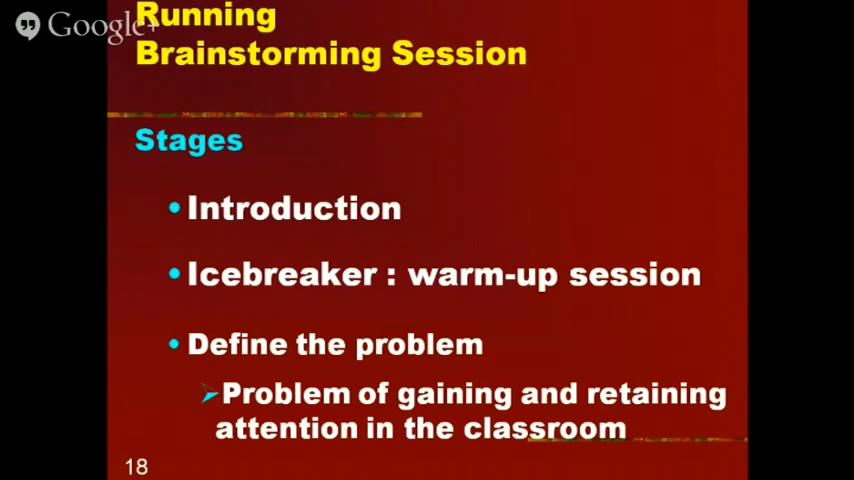 Google+
Running
Brainstorming Session
Stages
• Introduction
• Icebreaker : warm-up session
• Define the problem
➢Problem of gaining and retaining
attention in the classroom
18